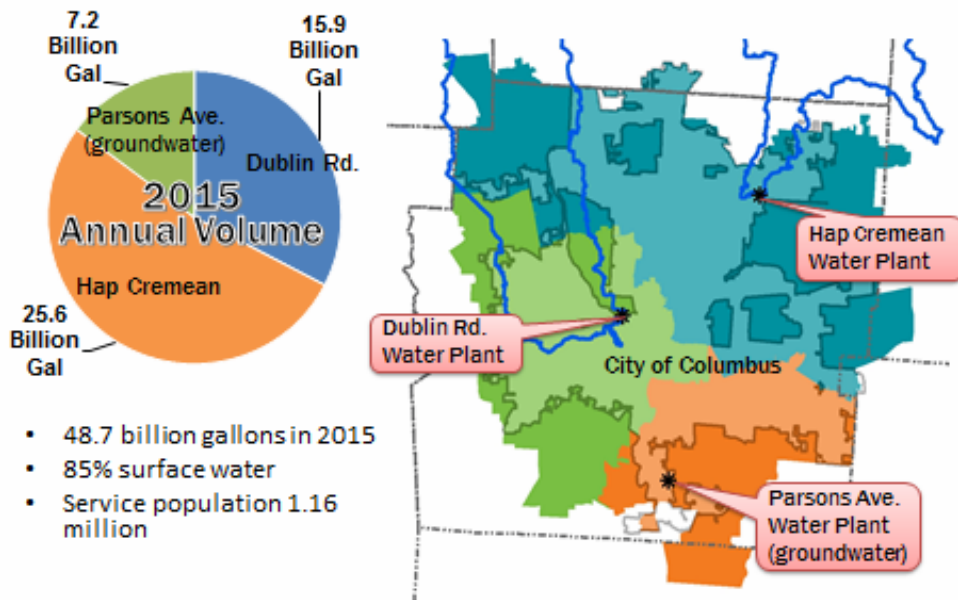 7.2
Billion
Gal
15.9
Billion
Gal
Parsons Ave.
(groundwater)
Dublin Rd.
2015
Annual Volume
Hap Cremean
25.6
Billion
Gal
• 48.7 billion gallons in 2015
• 85% surface water
• Service population 1.16
million
Hap Cremean
Water Plant
Dublin Rd.
Water Plant
City of Columbus
Parsons Ave.
Water Plant
(groundwater)